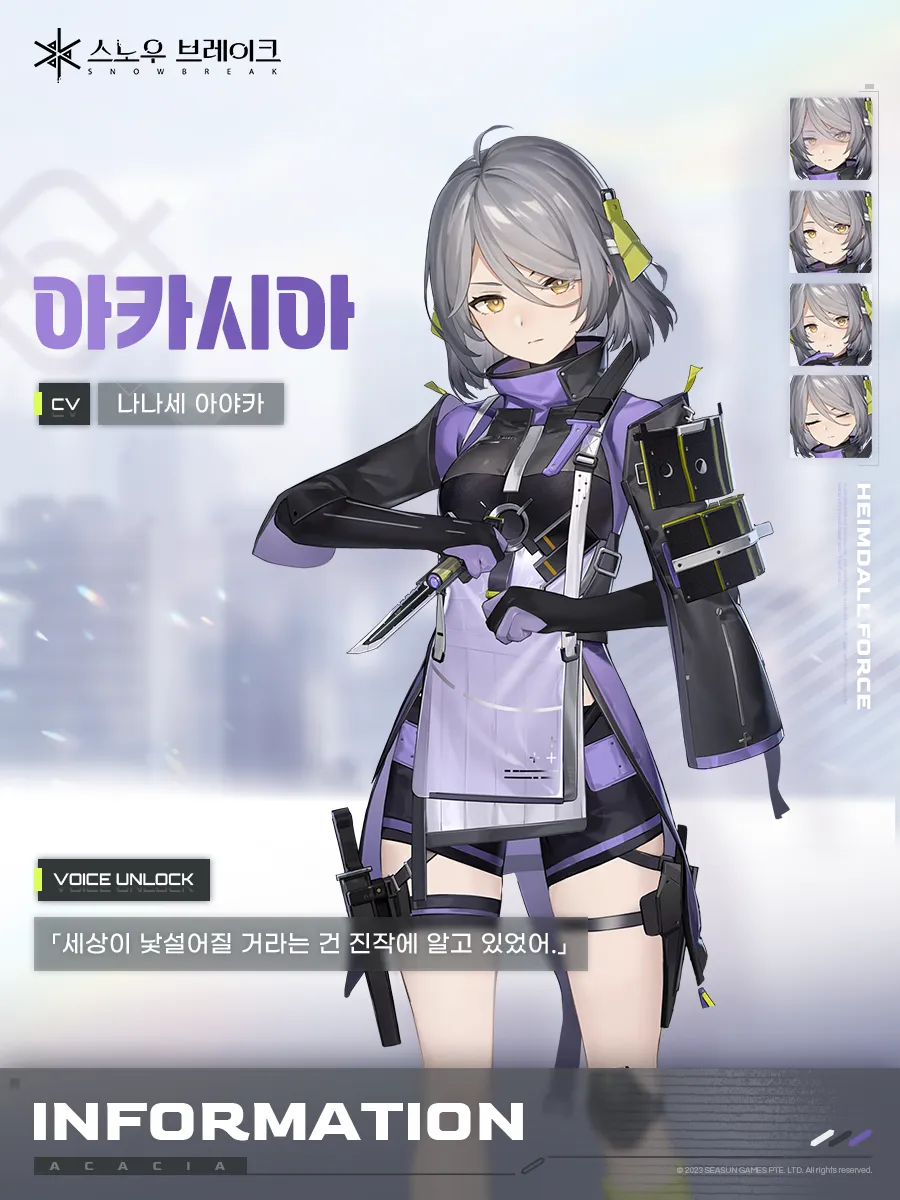 스노우 브레이크
SNOWBREAK
아카시아
CV
나나세 아야카
HEIMDALL FORCE
VOICE UNLOCK
「세상이 낯설어질 거라는 건 진작에 알고 있었어.」
INFORMATION
ACACIA
© 2023 SEASUN GAMES PTE. LTD. All rights reserved.